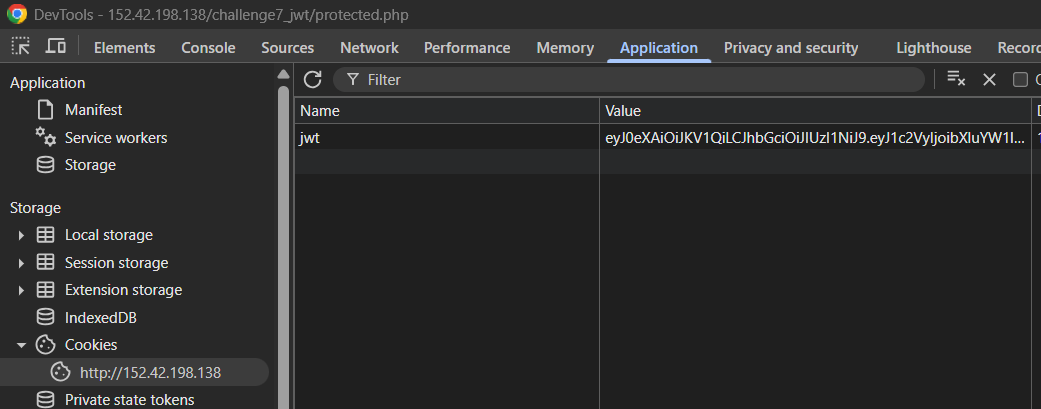 DevTools - 152.42.198.138/challenge7_jwt/protected.php
Elements Console Sources Network Performance Memory Application Privacy and security Lighthouse Record
Application
Manifest
Service workers
Storage
Storage
Local storage
Session storage
Extension storage
IndexedDB
Cookies
http://152.42.198.138
Private state tokens
Filter
Name Value
jwt eyJ0eXAiOiJKV1QiLCJhbGciOiJIUzI1NiJ9.eyJ1c2VyIjoibXluYW1lI...